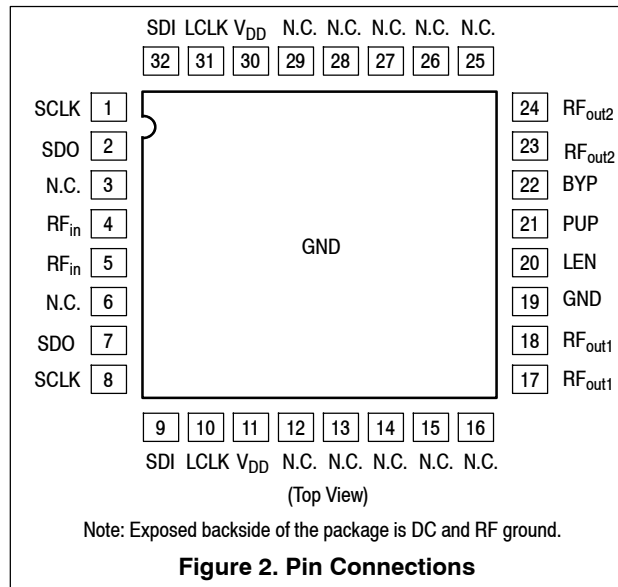 SDI LCLK VDD N.C. N.C. N.C. N.C. N.C.
32 31 30 29 28 27 26 25
SCLK 1
SDO 2
N.C. 3
RFin 4
RFin 5
N.C. 6
SDO 7
SCLK 8
GND
24 RFout2
23 RFout2
22 BYP
21 PUP
20 LEN
19 GND
18 RFout1
17 RFout1
9 10 11 12 13 14 15 16
SDI LCLK VDD N.C. N.C. N.C. N.C. N.C.
(Top View)
Note: Exposed backside of the package is DC and RF ground.
Figure 2. Pin Connections